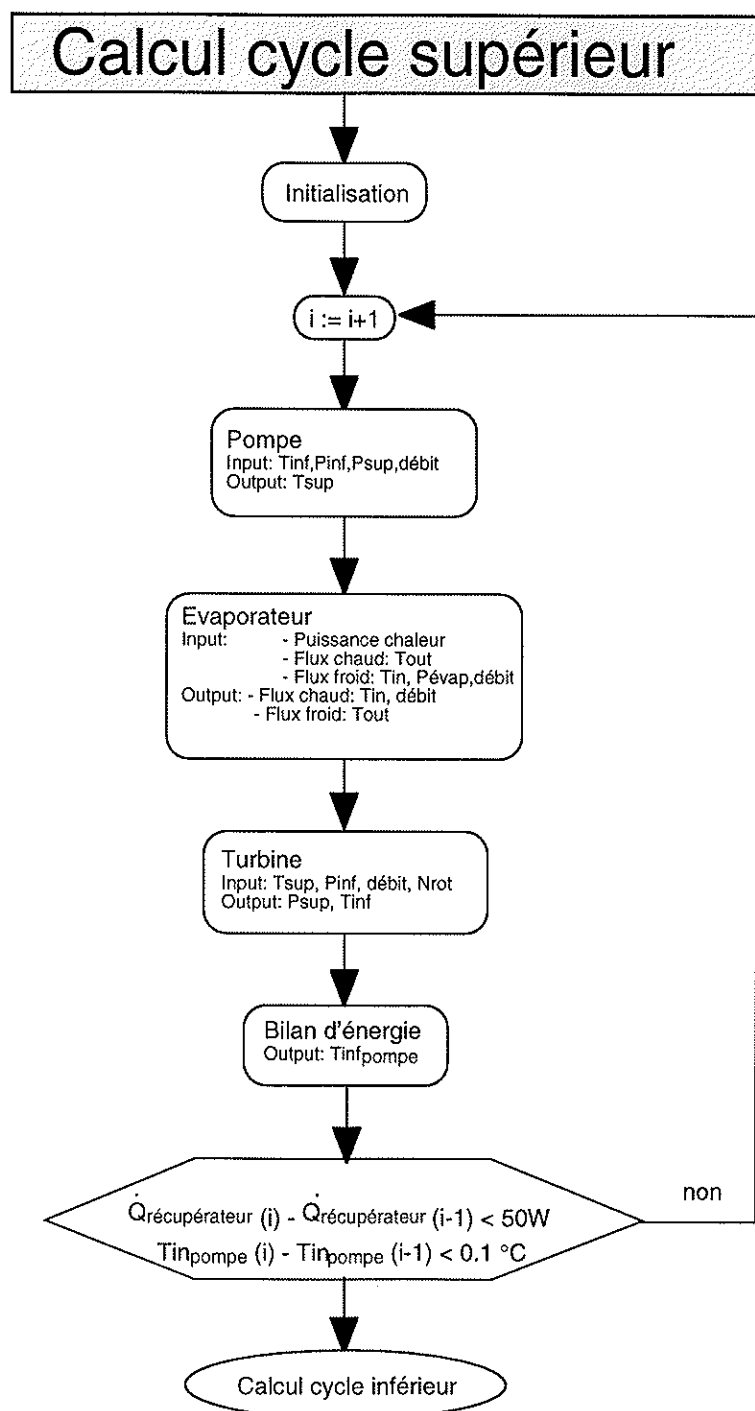 Calcul cycle supérieur
Initialisation
i := i+1
Pompe
Input: Tinf,Pinf,Psup,débit
Output: Tsup
Evaporateur
Input: - Puissance chaleur
- Flux chaud: Tout
- Flux froid: Tin, Pévap,débit
Output: - Flux chaud: Tin, débit
- Flux froid: Tout
Turbine
Input: Tsup, Pinf, débit, Nrot
Output: Psup, Tinf
Bilan d'énergie
Output: Tinfpompe
non
Q̇récupérateur (i) - Q̇récupérateur (i-1) < 50W
Tinpompe (i) - Tinpompe (i-1) < 0.1 °C
Calcul cycle inférieur